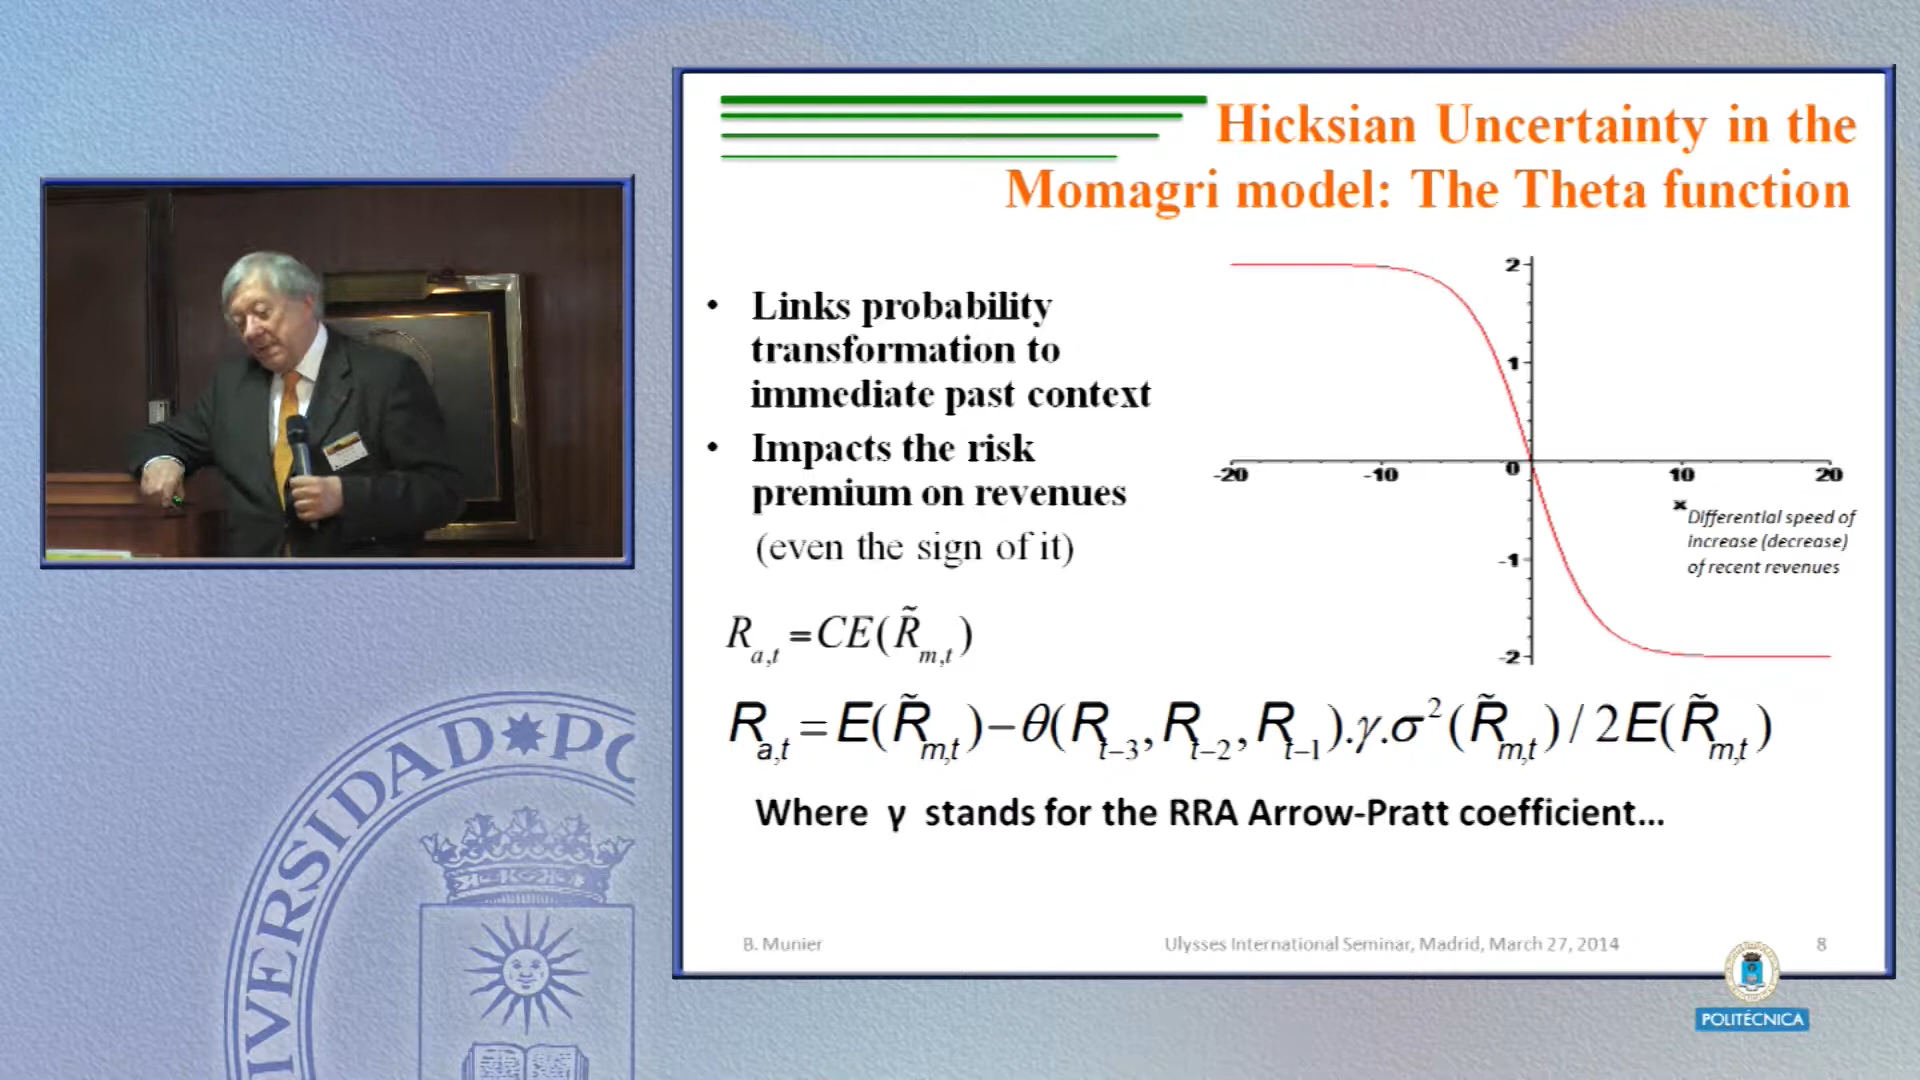 Hicksian Uncertainty in the
Momagri model: The Theta function
• Links probability
transformation to
immediate past context
• Impacts the risk
premium on revenues
(even the sign of it)
2
1
-20 -10 0 10 20
-1
-2
x
Differential speed of
increase (decrease)
of recent revenues
R_{a,t} = CE(R̃_{m,t})
R_{a,t} = E(R̃_{m,t}) − θ(R_{t−3}, R_{t−2}, R_{t−1}).γ.σ²(R̃_{m,t}) / 2E(R̃_{m,t})
Where γ stands for the RRA Arrow-Pratt coefficient...
B. Munier Ulysses International Seminar, Madrid, March 27, 2014 8
POLITÉCNICA
VERSIDAD PO